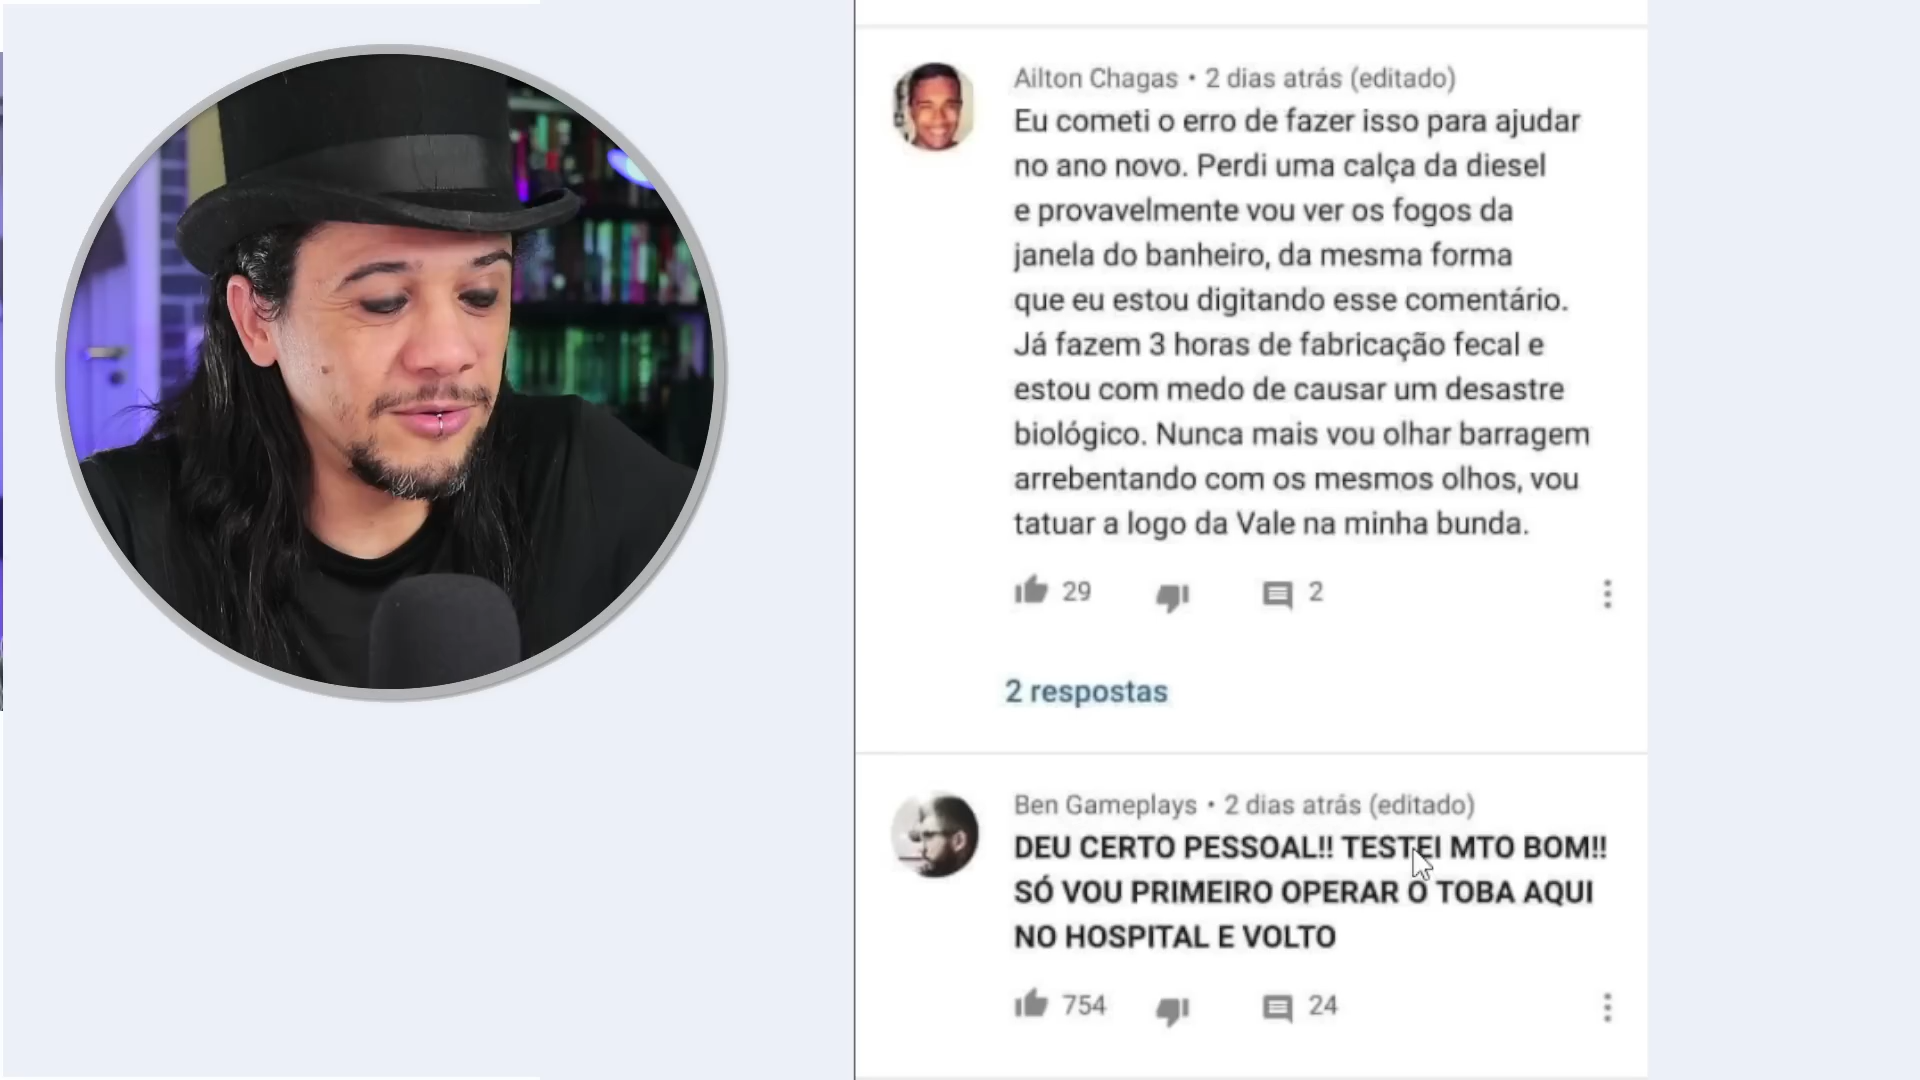 Ailton Chagas • 2 dias atrás (editado)
Eu cometi o erro de fazer isso para ajudar
no ano novo. Perdi uma calça da diesel
e provavelmente vou ver os fogos da
janela do banheiro, da mesma forma
que eu estou digitando esse comentário.
Já fazem 3 horas de fabricação fecal e
estou com medo de causar um desastre
biológico. Nunca mais vou olhar barragem
arrebentando com os mesmos olhos, vou
tatuar a logo da Vale na minha bunda.
29 2
2 respostas
Ben Gameplays • 2 dias atrás (editado)
DEU CERTO PESSOAL!! TESTEI MTO BOM!!
SÓ VOU PRIMEIRO OPERAR O TOBA AQUI
NO HOSPITAL E VOLTO
754 24